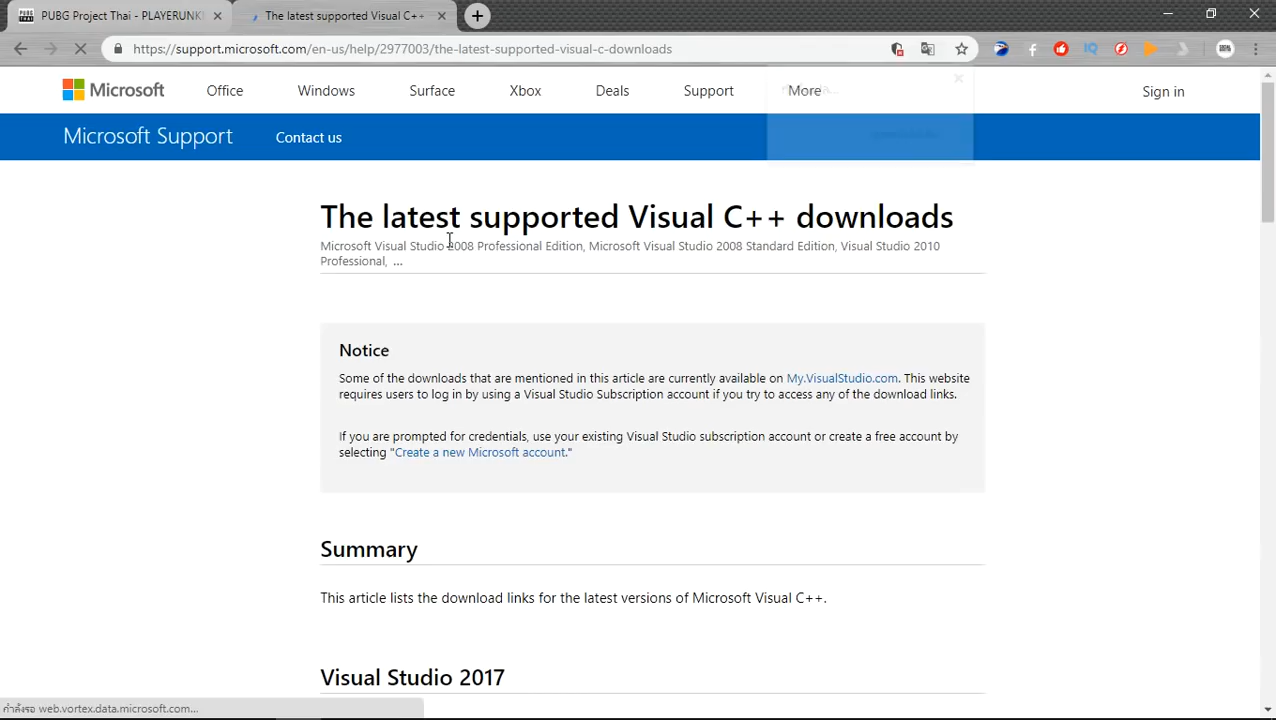 PUBG Project Thai - PLAYERUNK
The latest supported Visual C++
https://support.microsoft.com/en-us/help/2977003/the-latest-supported-visual-c-downloads
Microsoft
Office
Windows
Surface
Xbox
Deals
Support
More
Sign in
Microsoft Support
Contact us
The latest supported Visual C++ downloads
Microsoft Visual Studio 2008 Professional Edition, Microsoft Visual Studio 2008 Standard Edition, Visual Studio 2010
Professional, ...
Notice
Some of the downloads that are mentioned in this article are currently available on My.VisualStudio.com. This website
requires users to log in by using a Visual Studio Subscription account if you try to access any of the download links.
If you are prompted for credentials, use your existing Visual Studio subscription account or create a free account by
selecting "Create a new Microsoft account."
Summary
This article lists the download links for the latest versions of Microsoft Visual C++.
Visual Studio 2017
กำลังรอ web.vortex.data.microsoft.com...